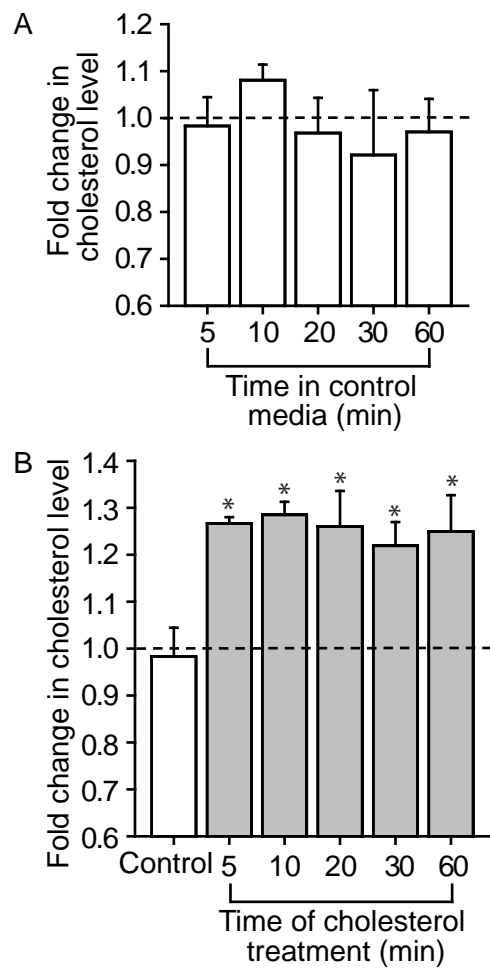 A
Fold change in
cholesterol level
1.2
1.1
1.0
0.9
0.8
0.7
0.6
5 10 20 30 60
Time in control
media (min)
B
Fold change in cholesterol level
1.4
1.3
1.2
1.1
1.0
0.9
0.8
0.7
0.6
* * * * *
Control 5 10 20 30 60
Time of cholesterol
treatment (min)